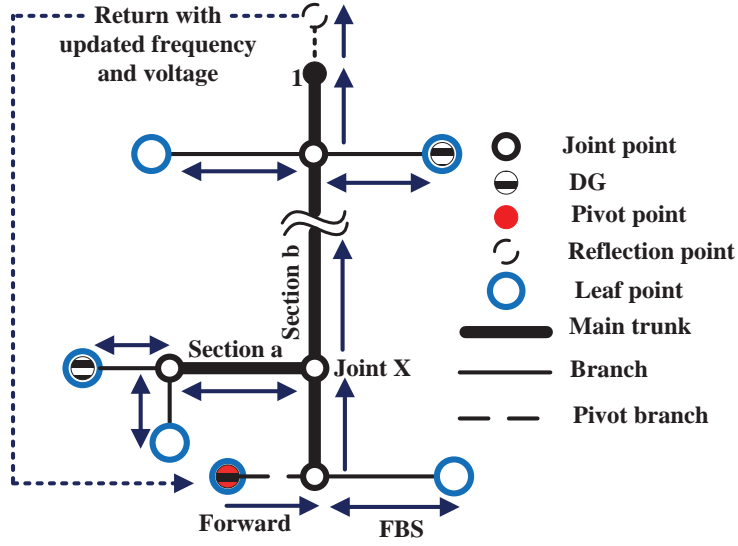 Return with
updated frequency
and voltage
1
Joint point
DG
Pivot point
Reflection point
Leaf point
Section b
Main trunk
Section a
Joint X
Branch
Pivot branch
Forward
FBS